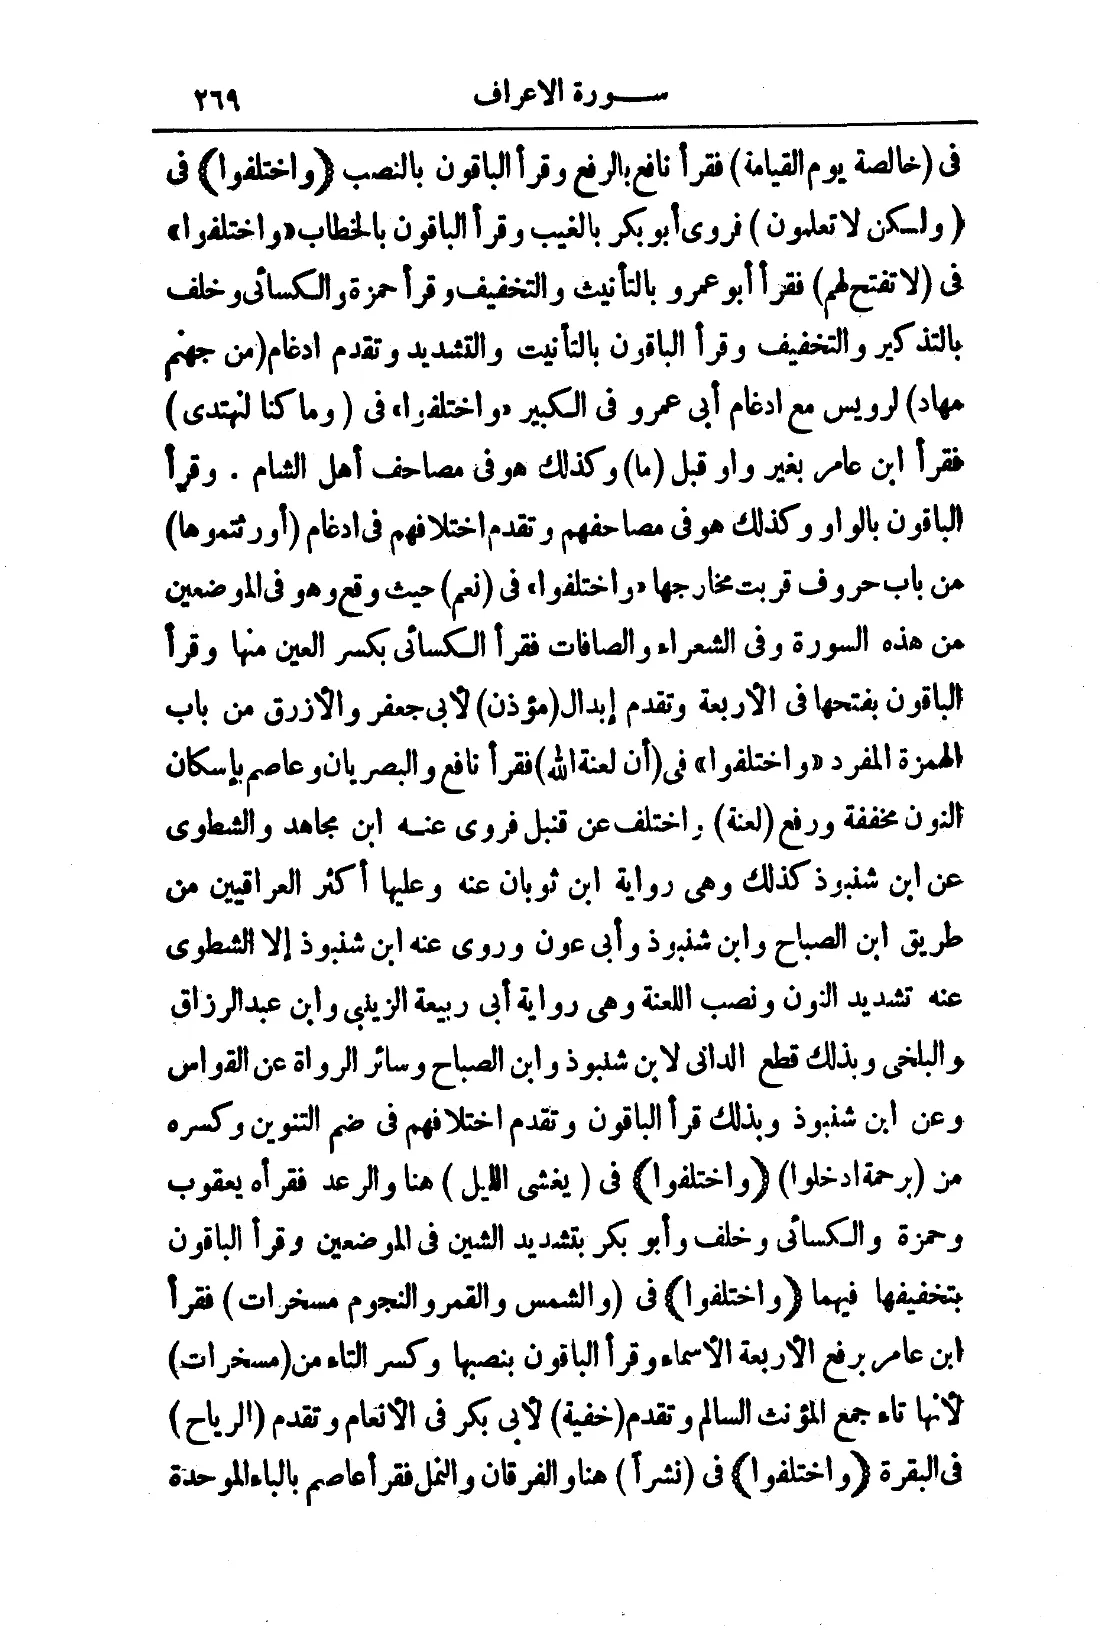 سورة الاعراف ٢٦٩
فى (خالصة يوم القيامة) فقرأ نافع بالرفع وقرأ الباقون بالنصب ((واختلفوا)) فى
(ولكن لا تعلمون) فروى أبو بكر بالغيب وقرأ الباقون بالخطاب «واختلفوا»
فى (لا تفتح لهم) فقرأ أبو عمرو بالتأنيث والتخفيف وقرأ حمزة والكسائى وخلف
بالتذكير والتخفيف وقرأ الباقون بالتأنيت والتشديد وتقدم ادغام (من جهنم
مهاد) لرويس مع ادغام أبى عمرو فى الكبير «واختلفوا» فى (وما كنا لنهتدى)
فقرأ ابن عامر بغير واو قبل (ما) وكذلك هو فى مصاحف أهل الشام . وقرأ
الباقون بالواو وكذلك هو فى مصاحفهم وتقدم اختلافهم فى ادغام (أورثتموها)
من باب حروف قربت مخارجها «واختلفوا» فى (نعم) حيث وقع وهو فى الموضعين
من هذه السورة وفى الشعراء والصافات فقرأ الكسائى بكسر العين منها وقرأ
الباقون بفتحها فى الأربعة وتقدم إبدال (مؤذن) لأبى جعفر والأزرق من باب
الهمزة المفرد «واختلفوا» فى (أن لعنة الله) فقرأ نافع والبصريان وعاصم بإسكان
النون مخففة ورفع (لعنة) واختلف عن قنبل فروى عنه ابن مجاهد والشطوى
عن ابن شنبوذ كذلك وهى رواية ابن ثوبان عنه وعليها أكثر العراقيين من
طريق ابن الصباح وابن شنبوذ وأبى عون وروى عنه ابن شنبوذ إلا الشطوى
عنه تشديد النون ونصب اللعنة وهى رواية أبى ربيعة الزينبى وابن عبد الرزاق
والبلخى وبذلك قطع الدانى لابن شنبوذ وابن الصباح وسائر الرواة عن القواس
وعن ابن شنبوذ وبذلك قرأ الباقون وتقدم اختلافهم فى ضم التنوين وكسره
من (برحمة ادخلوا) ((واختلفوا)) فى (يغشى الليل) هنا والرعد فقرأه يعقوب
وحمزة والكسائى وخلف وأبو بكر بتشديد الشين فى الموضعين وقرأ الباقون
بتخفيفها فيهما ((واختلفوا)) فى (والشمس والقمر والنجوم مسخرات) فقرأ
ابن عامر برفع الأربعة الأسماء وقرأ الباقون بنصبها وكسر التاء من (مسخرات)
لأنها تاء جمع المؤنث السالم وتقدم (خفية) لأبى بكر فى الأنعام وتقدم (الرياح)
فى البقرة ((واختلفوا)) فى (نشراً) هنا والفرقان والنمل فقرأ عاصم بالباء الموحدة